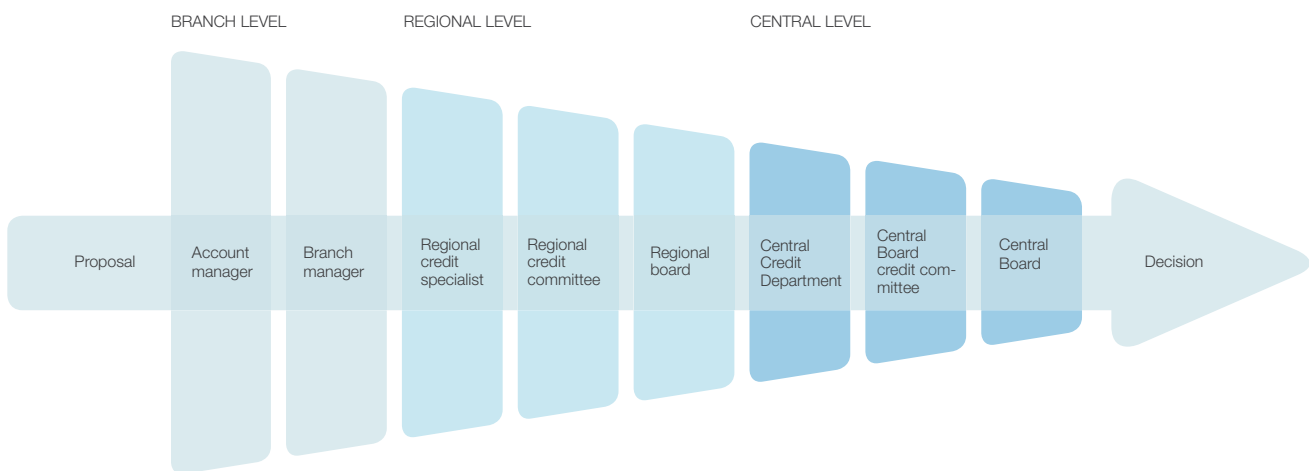 BRANCH LEVEL
REGIONAL LEVEL
CENTRAL LEVEL
Proposal
Account
manager
Branch
manager
Regional
credit
specialist
Regional
credit
committee
Regional
board
Central
Credit
Department
Central
Board
credit com-
mittee
Central
Board
Decision